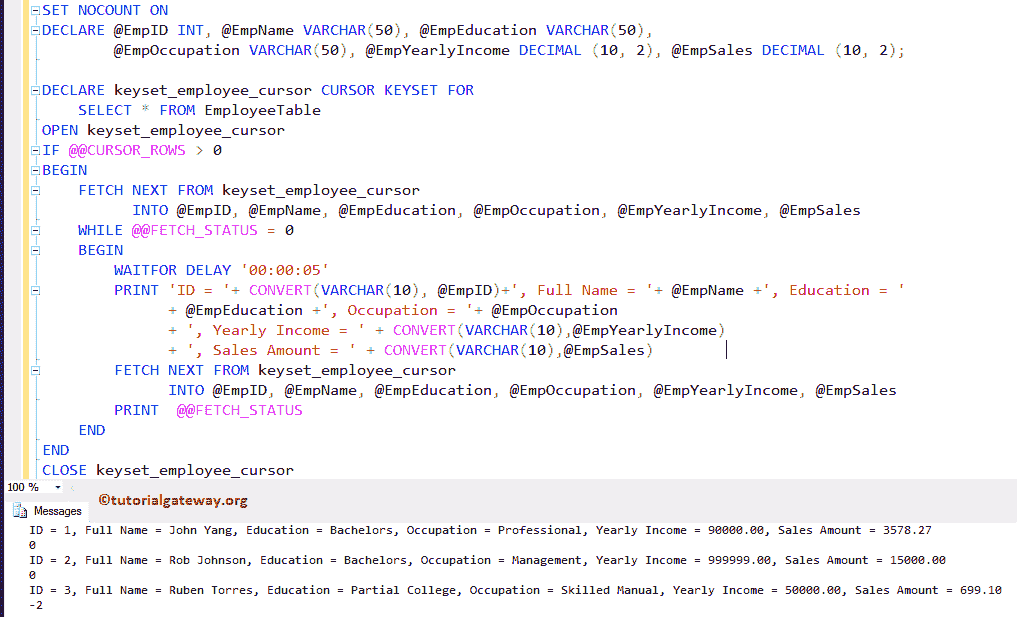 SET NOCOUNT ON
DECLARE @EmpID INT, @EmpName VARCHAR(50), @EmpEducation VARCHAR(50),
@EmpOccupation VARCHAR(50), @EmpYearlyIncome DECIMAL (10, 2), @EmpSales DECIMAL (10, 2);
DECLARE keyset_employee_cursor CURSOR KEYSET FOR
SELECT * FROM EmployeeTable
OPEN keyset_employee_cursor
IF @@CURSOR_ROWS > 0
BEGIN
FETCH NEXT FROM keyset_employee_cursor
INTO @EmpID, @EmpName, @EmpEducation, @EmpOccupation, @EmpYearlyIncome, @EmpSales
WHILE @@FETCH_STATUS = 0
BEGIN
WAITFOR DELAY '00:00:05'
PRINT 'ID = '+ CONVERT(VARCHAR(10), @EmpID)+', Full Name = '+ @EmpName +', Education = '
+ @EmpEducation +', Occupation = '+ @EmpOccupation
+ ', Yearly Income = ' + CONVERT(VARCHAR(10),@EmpYearlyIncome)
+ ', Sales Amount = ' + CONVERT(VARCHAR(10),@EmpSales)
FETCH NEXT FROM keyset_employee_cursor
INTO @EmpID, @EmpName, @EmpEducation, @EmpOccupation, @EmpYearlyIncome, @EmpSales
PRINT @@FETCH_STATUS
END
END
CLOSE keyset_employee_cursor
100 %
©tutorialgateway.org
Messages
ID = 1, Full Name = John Yang, Education = Bachelors, Occupation = Professional, Yearly Income = 90000.00, Sales Amount = 3578.27
0
ID = 2, Full Name = Rob Johnson, Education = Bachelors, Occupation = Management, Yearly Income = 999999.00, Sales Amount = 15000.00
0
ID = 3, Full Name = Ruben Torres, Education = Partial College, Occupation = Skilled Manual, Yearly Income = 50000.00, Sales Amount = 699.10
-2